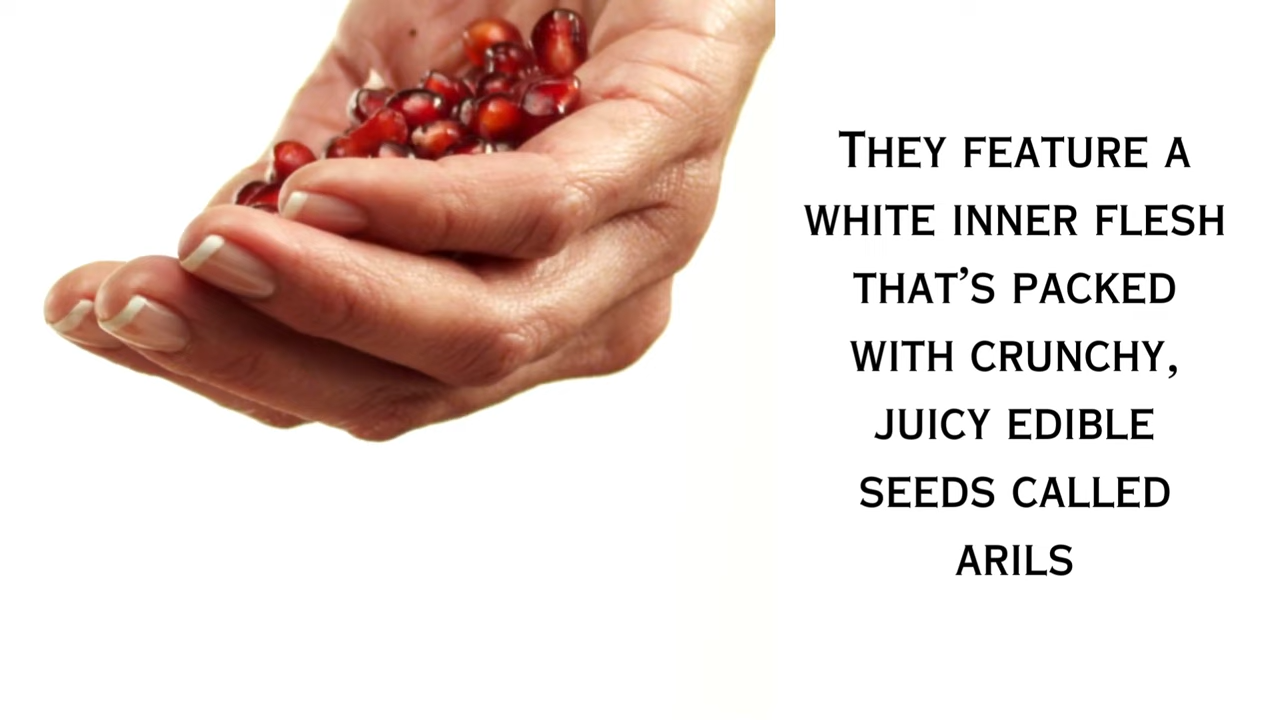 They feature a
white inner flesh
that’s packed
with crunchy,
juicy edible
seeds called
arils